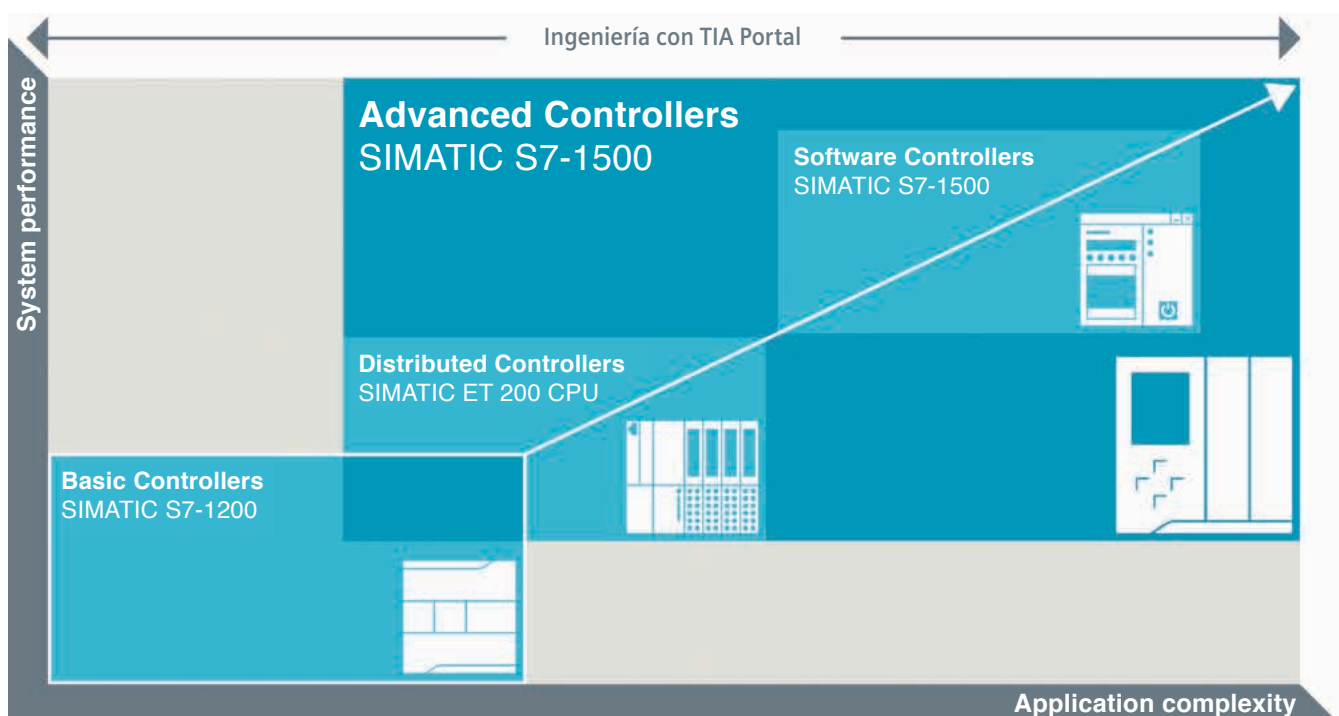 Ingeniería con TIA Portal
System performance
Advanced Controllers
SIMATIC S7-1500
Software Controllers
SIMATIC S7-1500
Distributed Controllers
SIMATIC ET 200 CPU
Basic Controllers
SIMATIC S7-1200
Application complexity